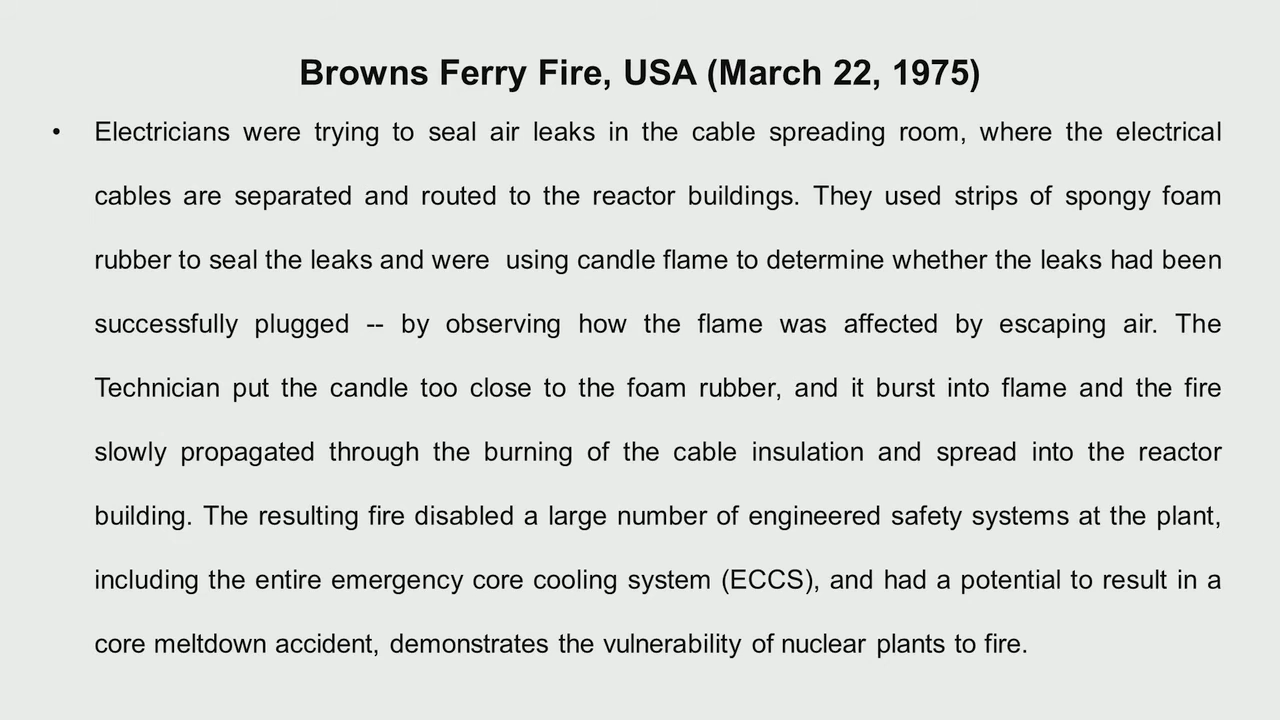 Browns Ferry Fire, USA (March 22, 1975)
• Electricians were trying to seal air leaks in the cable spreading room, where the electrical
cables are separated and routed to the reactor buildings. They used strips of spongy foam
rubber to seal the leaks and were  using candle flame to determine whether the leaks had been
successfully plugged -- by observing how the flame was affected by escaping air. The
Technician put the candle too close to the foam rubber, and it burst into flame and the fire
slowly propagated through the burning of the cable insulation and spread into the reactor
building. The resulting fire disabled a large number of engineered safety systems at the plant,
including the entire emergency core cooling system (ECCS), and had a potential to result in a
core meltdown accident, demonstrates the vulnerability of nuclear plants to fire.